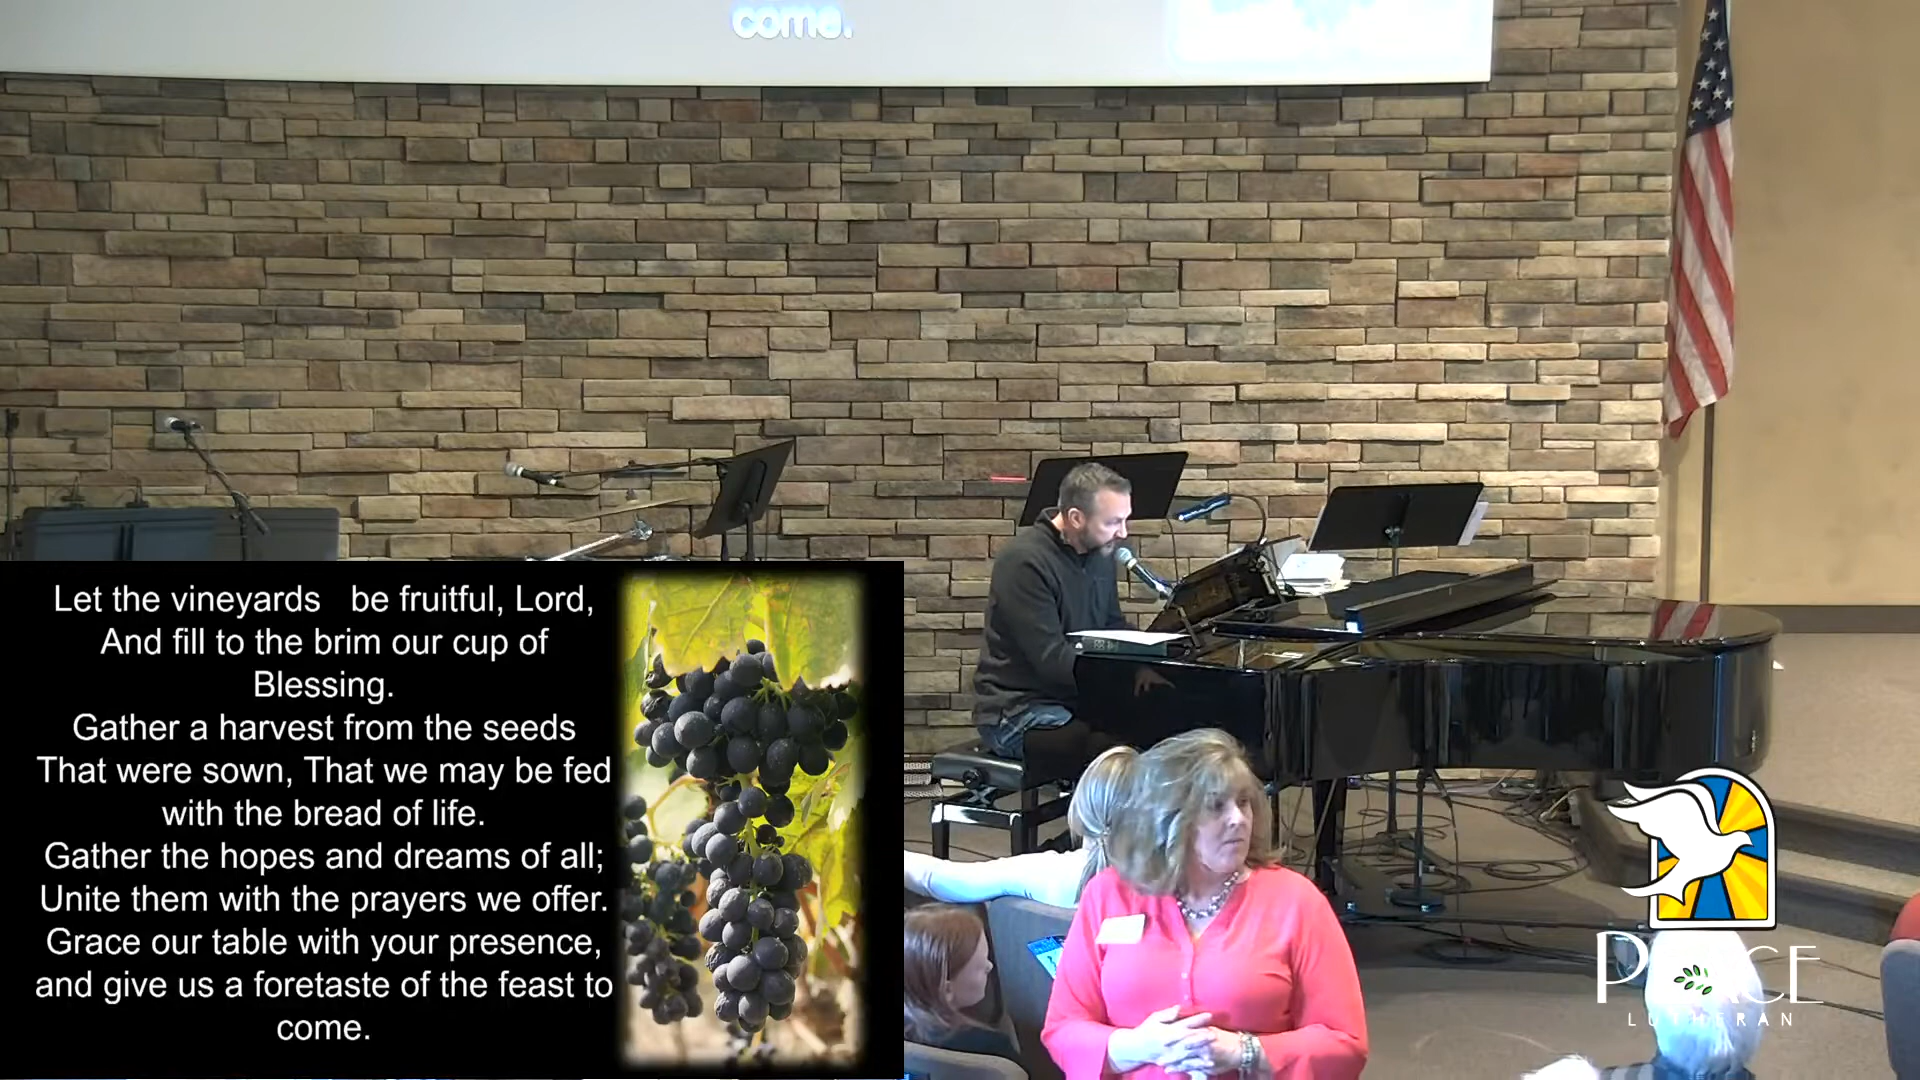 come.
Let the vineyards be fruitful, Lord,
And fill to the brim our cup of
Blessing.
Gather a harvest from the seeds
That were sown, That we may be fed
with the bread of life.
Gather the hopes and dreams of all;
Unite them with the prayers we offer.
Grace our table with your presence,
and give us a foretaste of the feast to
come.
PEACE
LUTHERAN